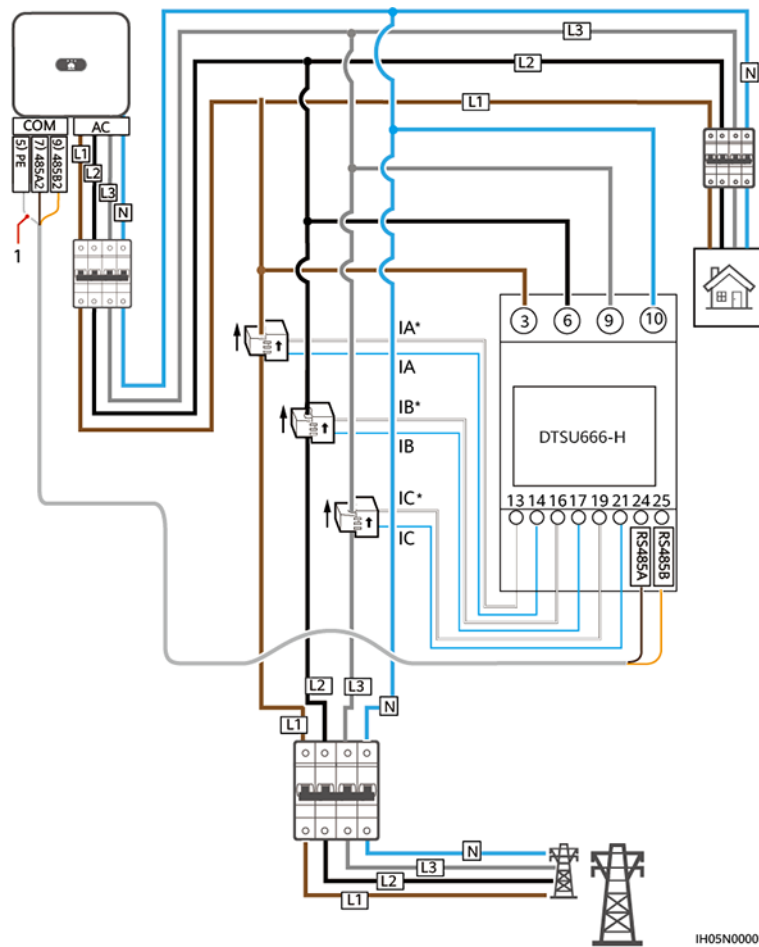 L3
L2
N
L1
COM
AC
5) PE
7) 485A2
9) 485B2
L1
L2
L3
N
1
3
6
9
10
IA*
IA
IB*
IB
IC*
IC
DTSU666-H
13 14 16 17 19 21 24 25
RS485A
RS485B
L2
L3
N
L1
N
L3
L2
L1
IH05N0000